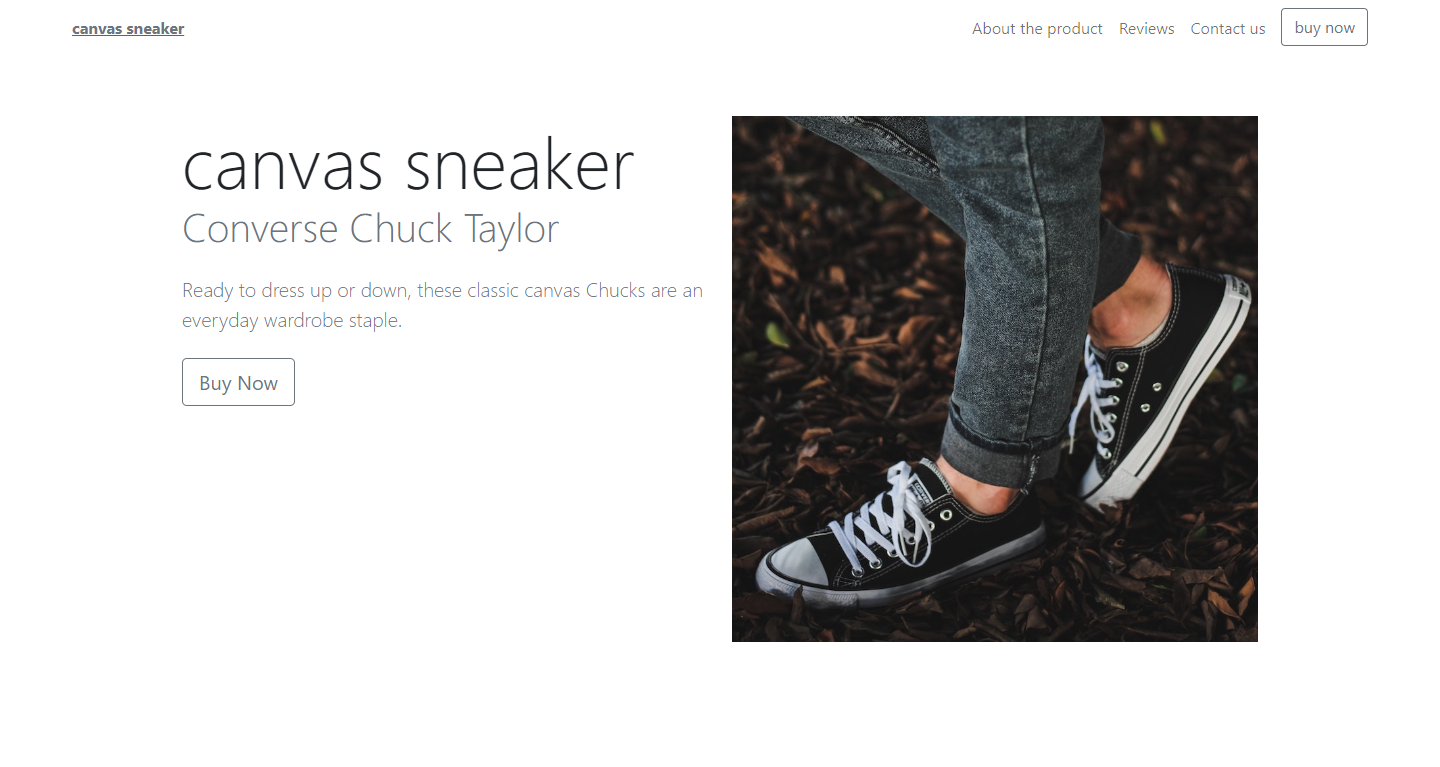 canvas sneaker
About the product
Reviews
Contact us
buy now
canvas sneaker
Converse Chuck Taylor
Ready to dress up or down, these classic canvas Chucks are an
everyday wardrobe staple.
Buy Now